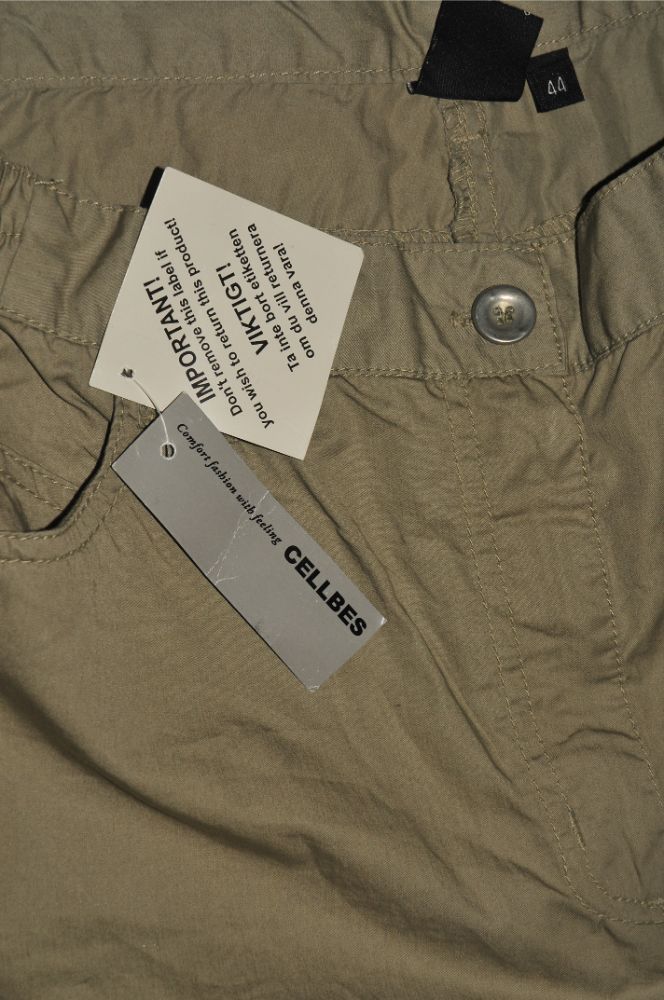 44
IMPORTANT!
Don't remove this label if
you wish to return this product!
VIKTIGT!
Ta inte bort etiketten
om du vill returnera
denna vara!
Comfort fashion with feeling
CELLBES